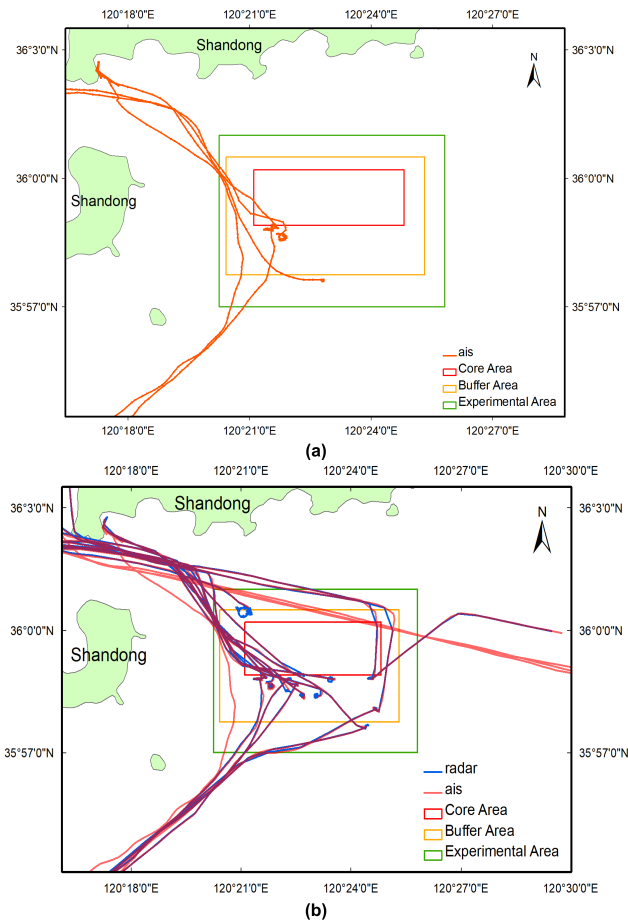 120°18'0"E 120°21'0"E 120°24'0"E 120°27'0"E
36°3'0"N Shandong 36°3'0"N
N
36°0'0"N 36°0'0"N
Shandong
35°57'0"N 35°57'0"N
ais
Core Area
Buffer Area
Experimental Area
120°18'0"E 120°21'0"E 120°24'0"E 120°27'0"E
(a)
120°18'0"E 120°21'0"E 120°24'0"E 120°27'0"E 120°30'0"E
36°3'0"N Shandong 36°3'0"N
N
36°0'0"N 36°0'0"N
Shandong
35°57'0"N 35°57'0"N
radar
ais
Core Area
Buffer Area
Experimental Area
120°18'0"E 120°21'0"E 120°24'0"E 120°27'0"E 120°30'0"E
(b)